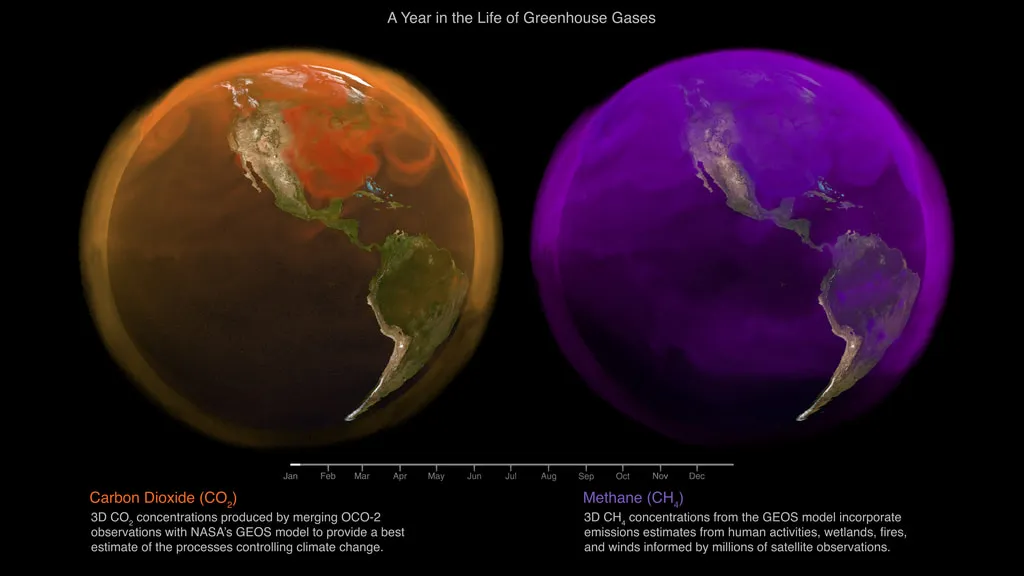 A Year in the Life of Greenhouse Gases
Jan Feb Mar Apr May Jun Jul Aug Sep Oct Nov Dec
Carbon Dioxide (CO₂)
3D CO₂ concentrations produced by merging OCO-2
observations with NASA's GEOS model to provide a best
estimate of the processes controlling climate change.
Methane (CH₄)
3D CH₄ concentrations from the GEOS model incorporate
emissions estimates from human activities, wetlands, fires,
and winds informed by millions of satellite observations.